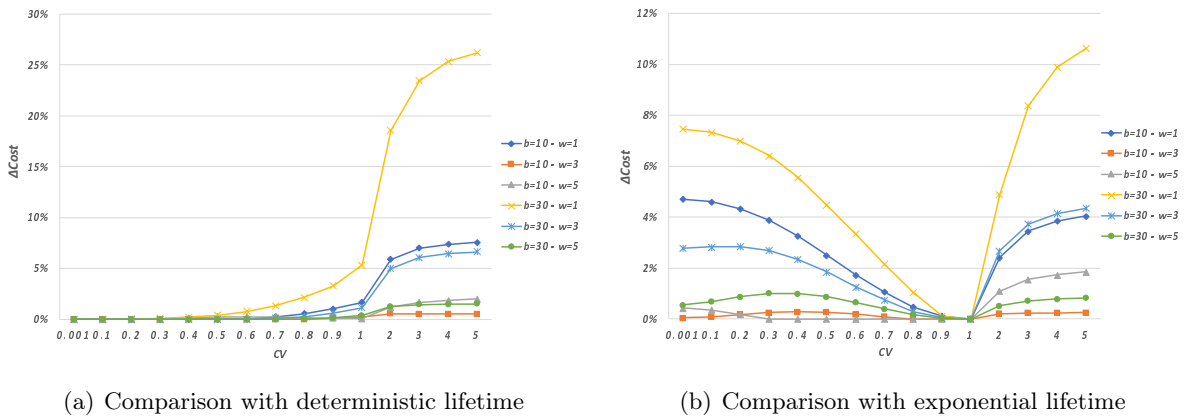 30%
25%
20%
15%
10%
5%
0%
ΔCost
0.001 0.1 0.2 0.3 0.4 0.5 0.6 0.7 0.8 0.9 1 2 3 4 5
CV
b=10 - w=1
b=10 - w=3
b=10 - w=5
b=30 - w=1
b=30 - w=3
b=30 - w=5
(a) Comparison with deterministic lifetime
12%
10%
8%
6%
4%
2%
0%
ΔCost
0.001 0.1 0.2 0.3 0.4 0.5 0.6 0.7 0.8 0.9 1 2 3 4 5
CV
b=10 - w=1
b=10 - w=3
b=10 - w=5
b=30 - w=1
b=30 - w=3
b=30 - w=5
(b) Comparison with exponential lifetime